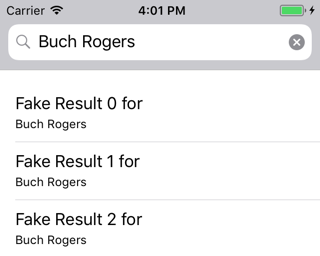 Carrier 4:01 PM
Buch Rogers
Fake Result 0 for
Buch Rogers
Fake Result 1 for
Buch Rogers
Fake Result 2 for
Buch Rogers